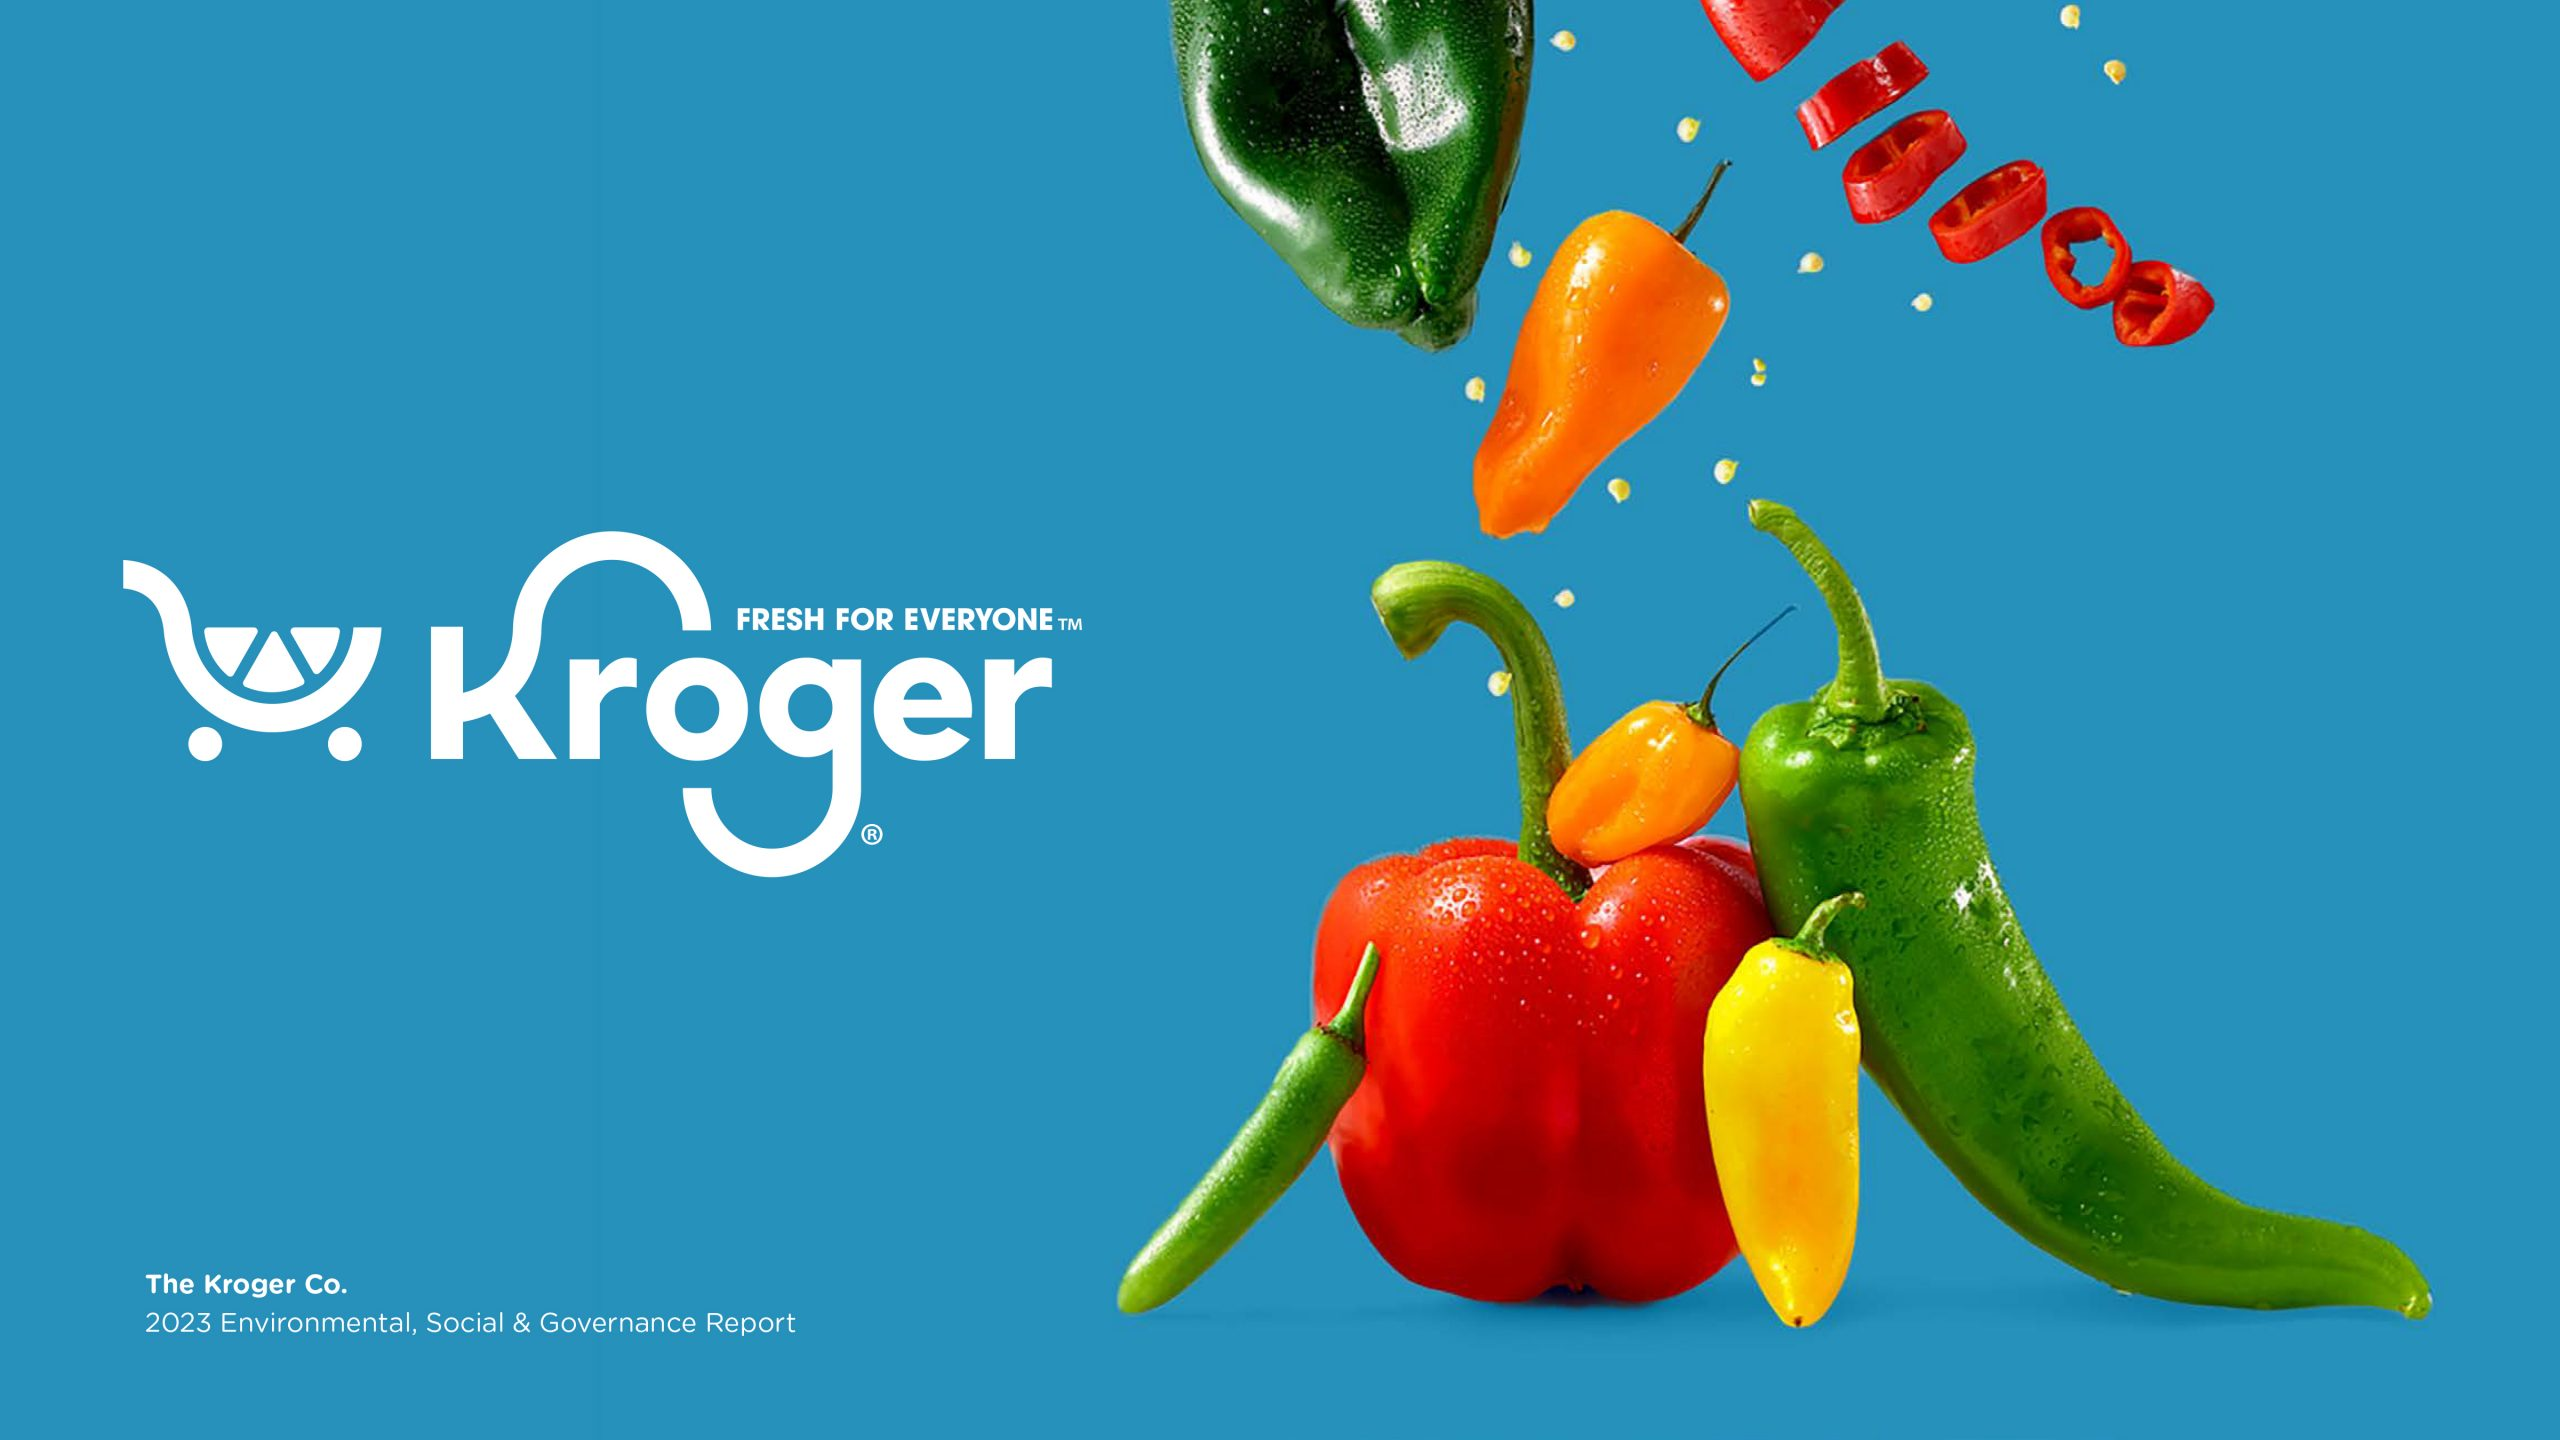 FRESH FOR EVERYONE™
Kroger®
The Kroger Co.
2023 Environmental, Social & Governance Report